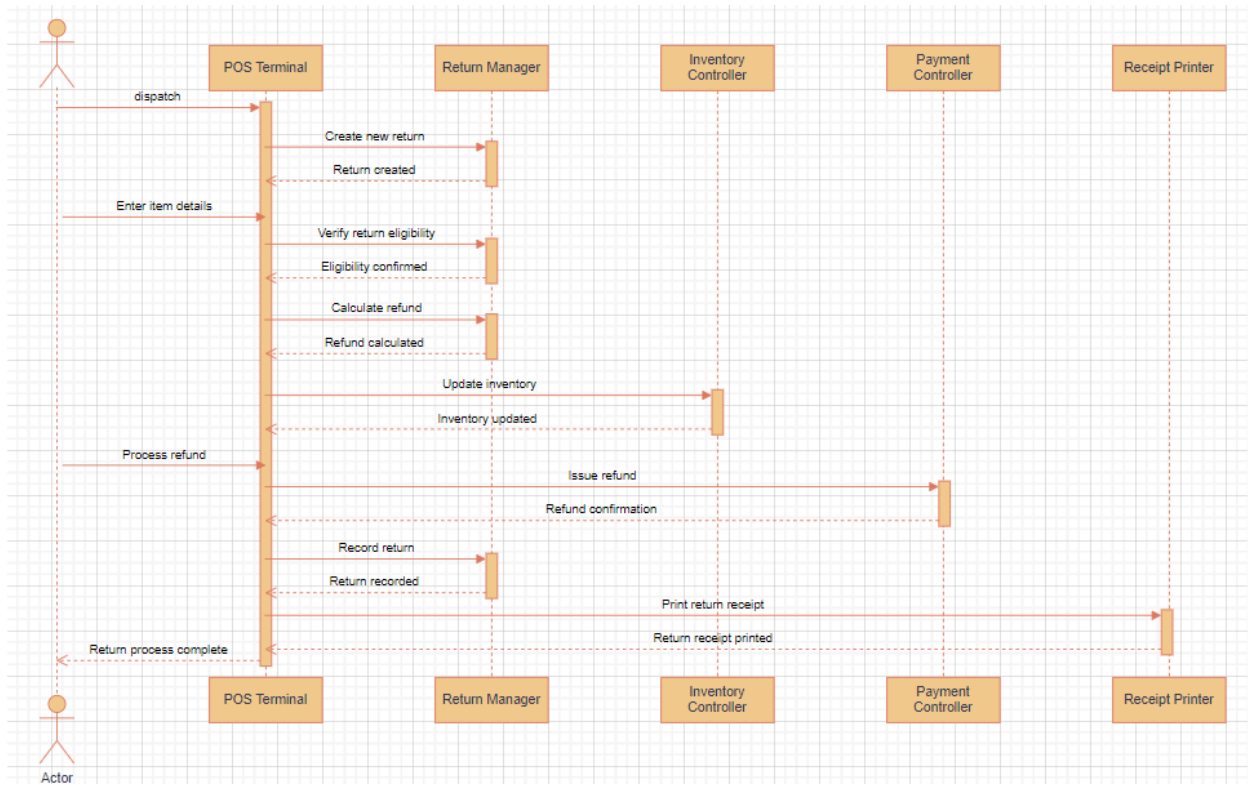 POS Terminal
Return Manager
Inventory
Controller
Payment
Controller
Receipt Printer
dispatch
Create new return
Return created
Enter item details
Verify return eligibility
Eligibility confirmed
Calculate refund
Refund calculated
Update inventory
Inventory updated
Process refund
Issue refund
Refund confirmation
Record return
Return recorded
Print return receipt
Return receipt printed
Return process complete
POS Terminal
Return Manager
Inventory
Controller
Payment
Controller
Receipt Printer
Actor